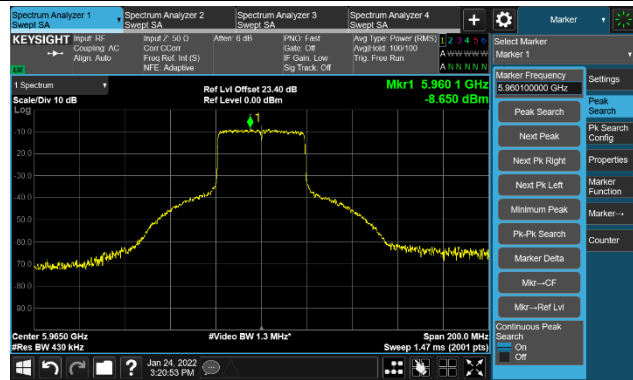 Spectrum Analyzer 1
Swept SA
Spectrum Analyzer 2
Swept SA
Spectrum Analyzer 3
Swept SA
Spectrum Analyzer 4
Swept SA
+
Marker
KEYSIGHT
Input: RF
Coupling: AC
Align: Auto
Input Z: 50 Ω
Corr CCorr
Freq Ref: Int (S)
NFE: Adaptive
Atten: 6 dB
PNO: Fast
Gate: Off
IF Gain: Low
Sig Track: Off
Avg Type: Power (RMS)
Avg|Hold: 100/100
Trig: Free Run
1 2 3 4 5 6
A W W W W W
A N N N N N
LVI
Select Marker
Marker 1
1 Spectrum
Scale/Div 10 dB
Log
Ref Lvl Offset 23.40 dB
Ref Level 0.00 dBm
Mkr1 5.960 1 GHz
-8.650 dBm
1
-10.0
-20.0
-30.0
-40.0
-50.0
-60.0
-70.0
-80.0
-90.0
Center 5.9650 GHz
#Res BW 430 kHz
#Video BW 1.3 MHz*
Span 200.0 MHz
Sweep 1.47 ms (2001 pts)
Marker Frequency
5.960100000 GHz
Peak Search
Next Peak
Next Pk Right
Next Pk Left
Minimum Peak
Pk-Pk Search
Marker Delta
Mkr→CF
Mkr→Ref Lvl
Continuous Peak
Search
On
Off
Settings
Peak
Search
Pk Search
Config
Properties
Marker
Function
Marker→
Counter
?
Jan 24, 2022
3:20:53 PM